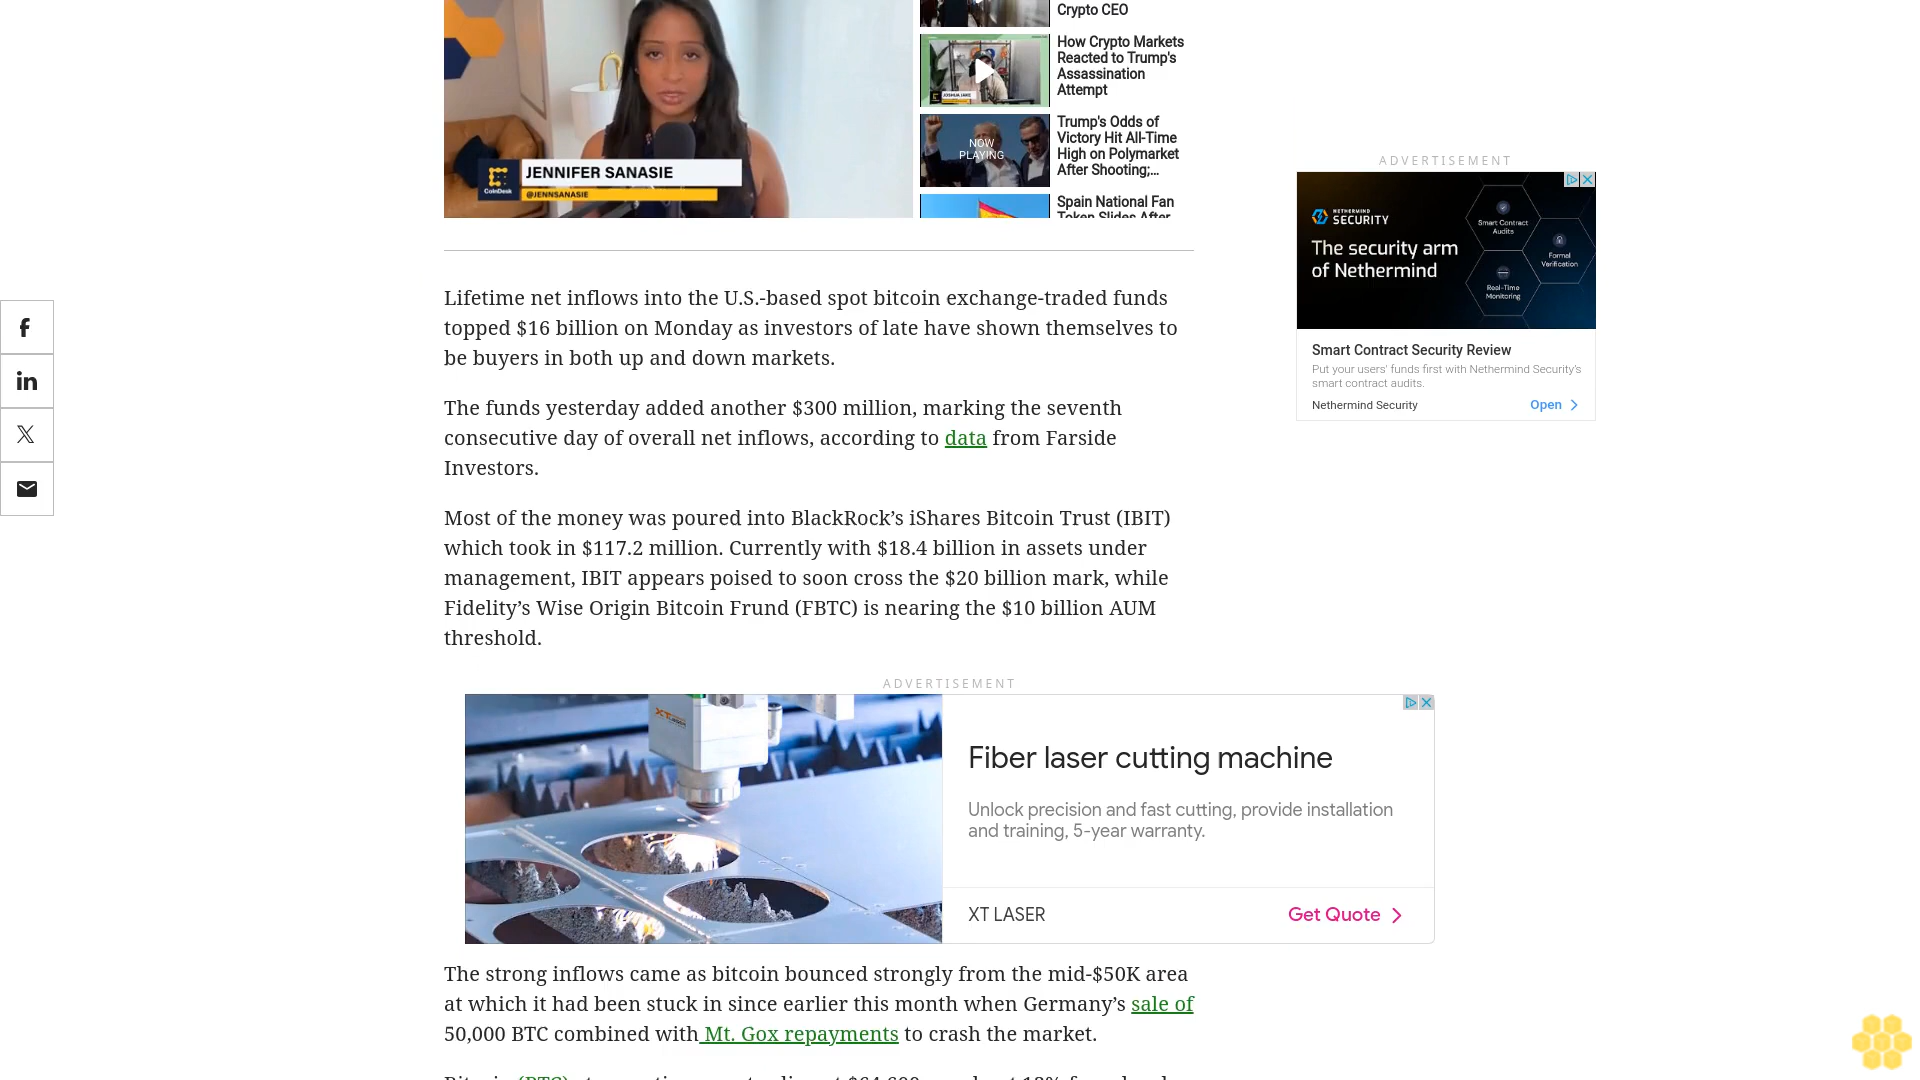 Crypto CEO
How Crypto Markets
Reacted to Trump's
Assassination
Attempt
JOSHUA JAKE
NOW
PLAYING
Trump's Odds of
Victory Hit All-Time
High on Polymarket
After Shooting;...
Spain National Fan
Token Slides After
CoinDesk
JENNIFER SANASIE
@JENNSANASIE
Lifetime net inflows into the U.S.-based spot bitcoin exchange-traded funds
topped $16 billion on Monday as investors of late have shown themselves to
be buyers in both up and down markets.
The funds yesterday added another $300 million, marking the seventh
consecutive day of overall net inflows, according to data from Farside
Investors.
Most of the money was poured into BlackRock’s iShares Bitcoin Trust (IBIT)
which took in $117.2 million. Currently with $18.4 billion in assets under
management, IBIT appears poised to soon cross the $20 billion mark, while
Fidelity’s Wise Origin Bitcoin Frund (FBTC) is nearing the $10 billion AUM
threshold.
ADVERTISEMENT
XT
Fiber laser cutting machine
Unlock precision and fast cutting, provide installation
and training, 5-year warranty.
XT LASER
Get Quote
The strong inflows came as bitcoin bounced strongly from the mid-$50K area
at which it had been stuck in since earlier this month when Germany’s sale of
50,000 BTC combined with Mt. Gox repayments to crash the market.
ADVERTISEMENT
NETHERMIND
SECURITY
The security arm
of Nethermind
Smart Contract
Audits
Formal
Verification
Real-Time
Monitoring
Smart Contract Security Review
Put your users' funds first with Nethermind Security's
smart contract audits.
Nethermind Security
Open